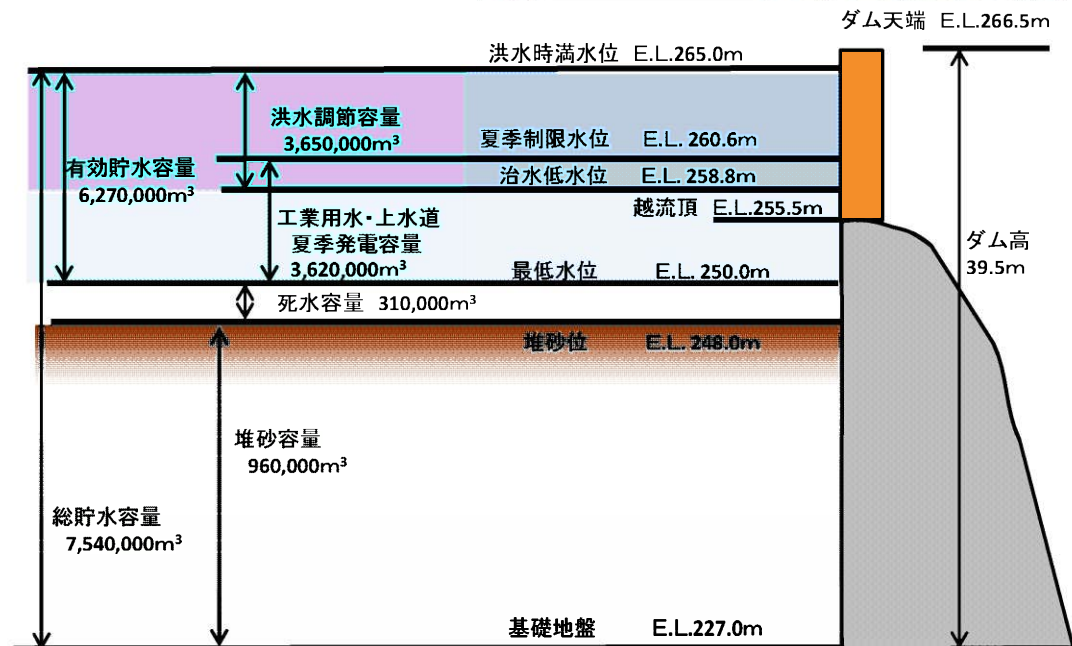 ダム天端 E.L.266.5m
洪水時満水位 E.L.265.0m
洪水調節容量
3,650,000m³
夏季制限水位 E.L. 260.6m
有効貯水容量
6,270,000m³
治水低水位 E.L. 258.8m
越流頂 E.L.255.5m
工業用水・上水道
夏季発電容量
3,620,000m³
ダム高
39.5m
最低水位 E.L. 250.0m
死水容量 310,000m³
堆砂位 E.L. 248.0m
堆砂容量
960,000m³
総貯水容量
7,540,000m³
基礎地盤 E.L.227.0m